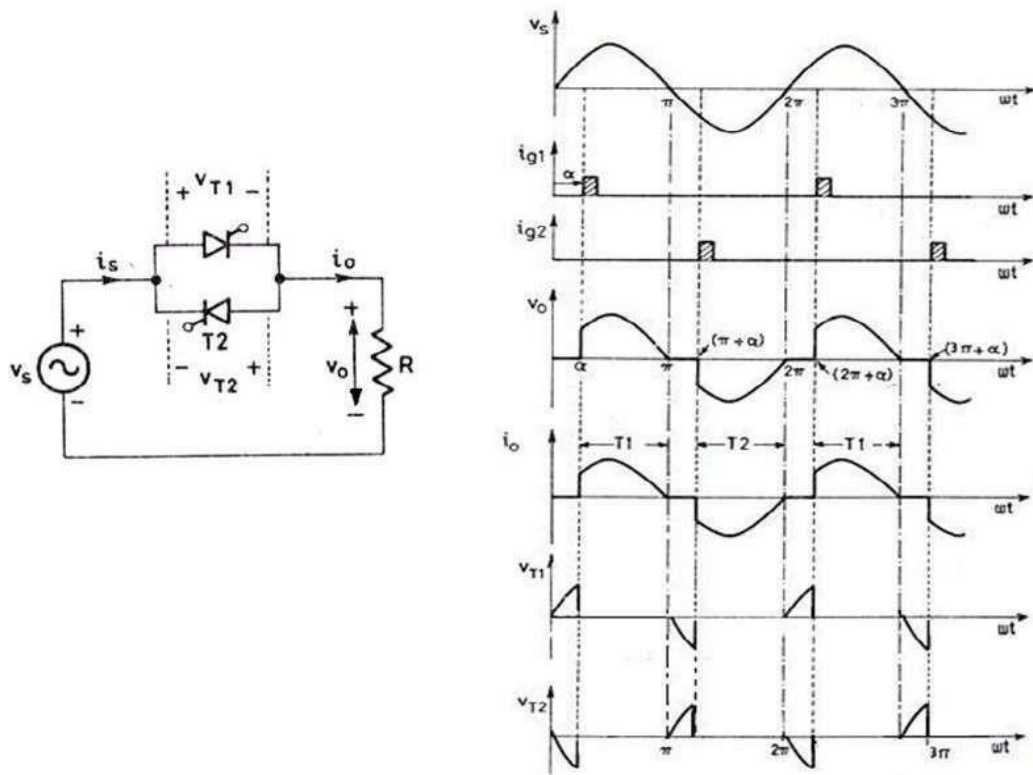 + vT1 −
is
io
T2
− vT2 +
+
vs
−
+
vo
−
R
vs
π
2π
3π
ωt
ig1
α
ωt
ig2
ωt
vo
(π + α)
(3π + α)
α
π
2π
(2π + α)
ωt
io
T1
T2
T1
ωt
vT1
ωt
vT2
π
2π
3π
ωt